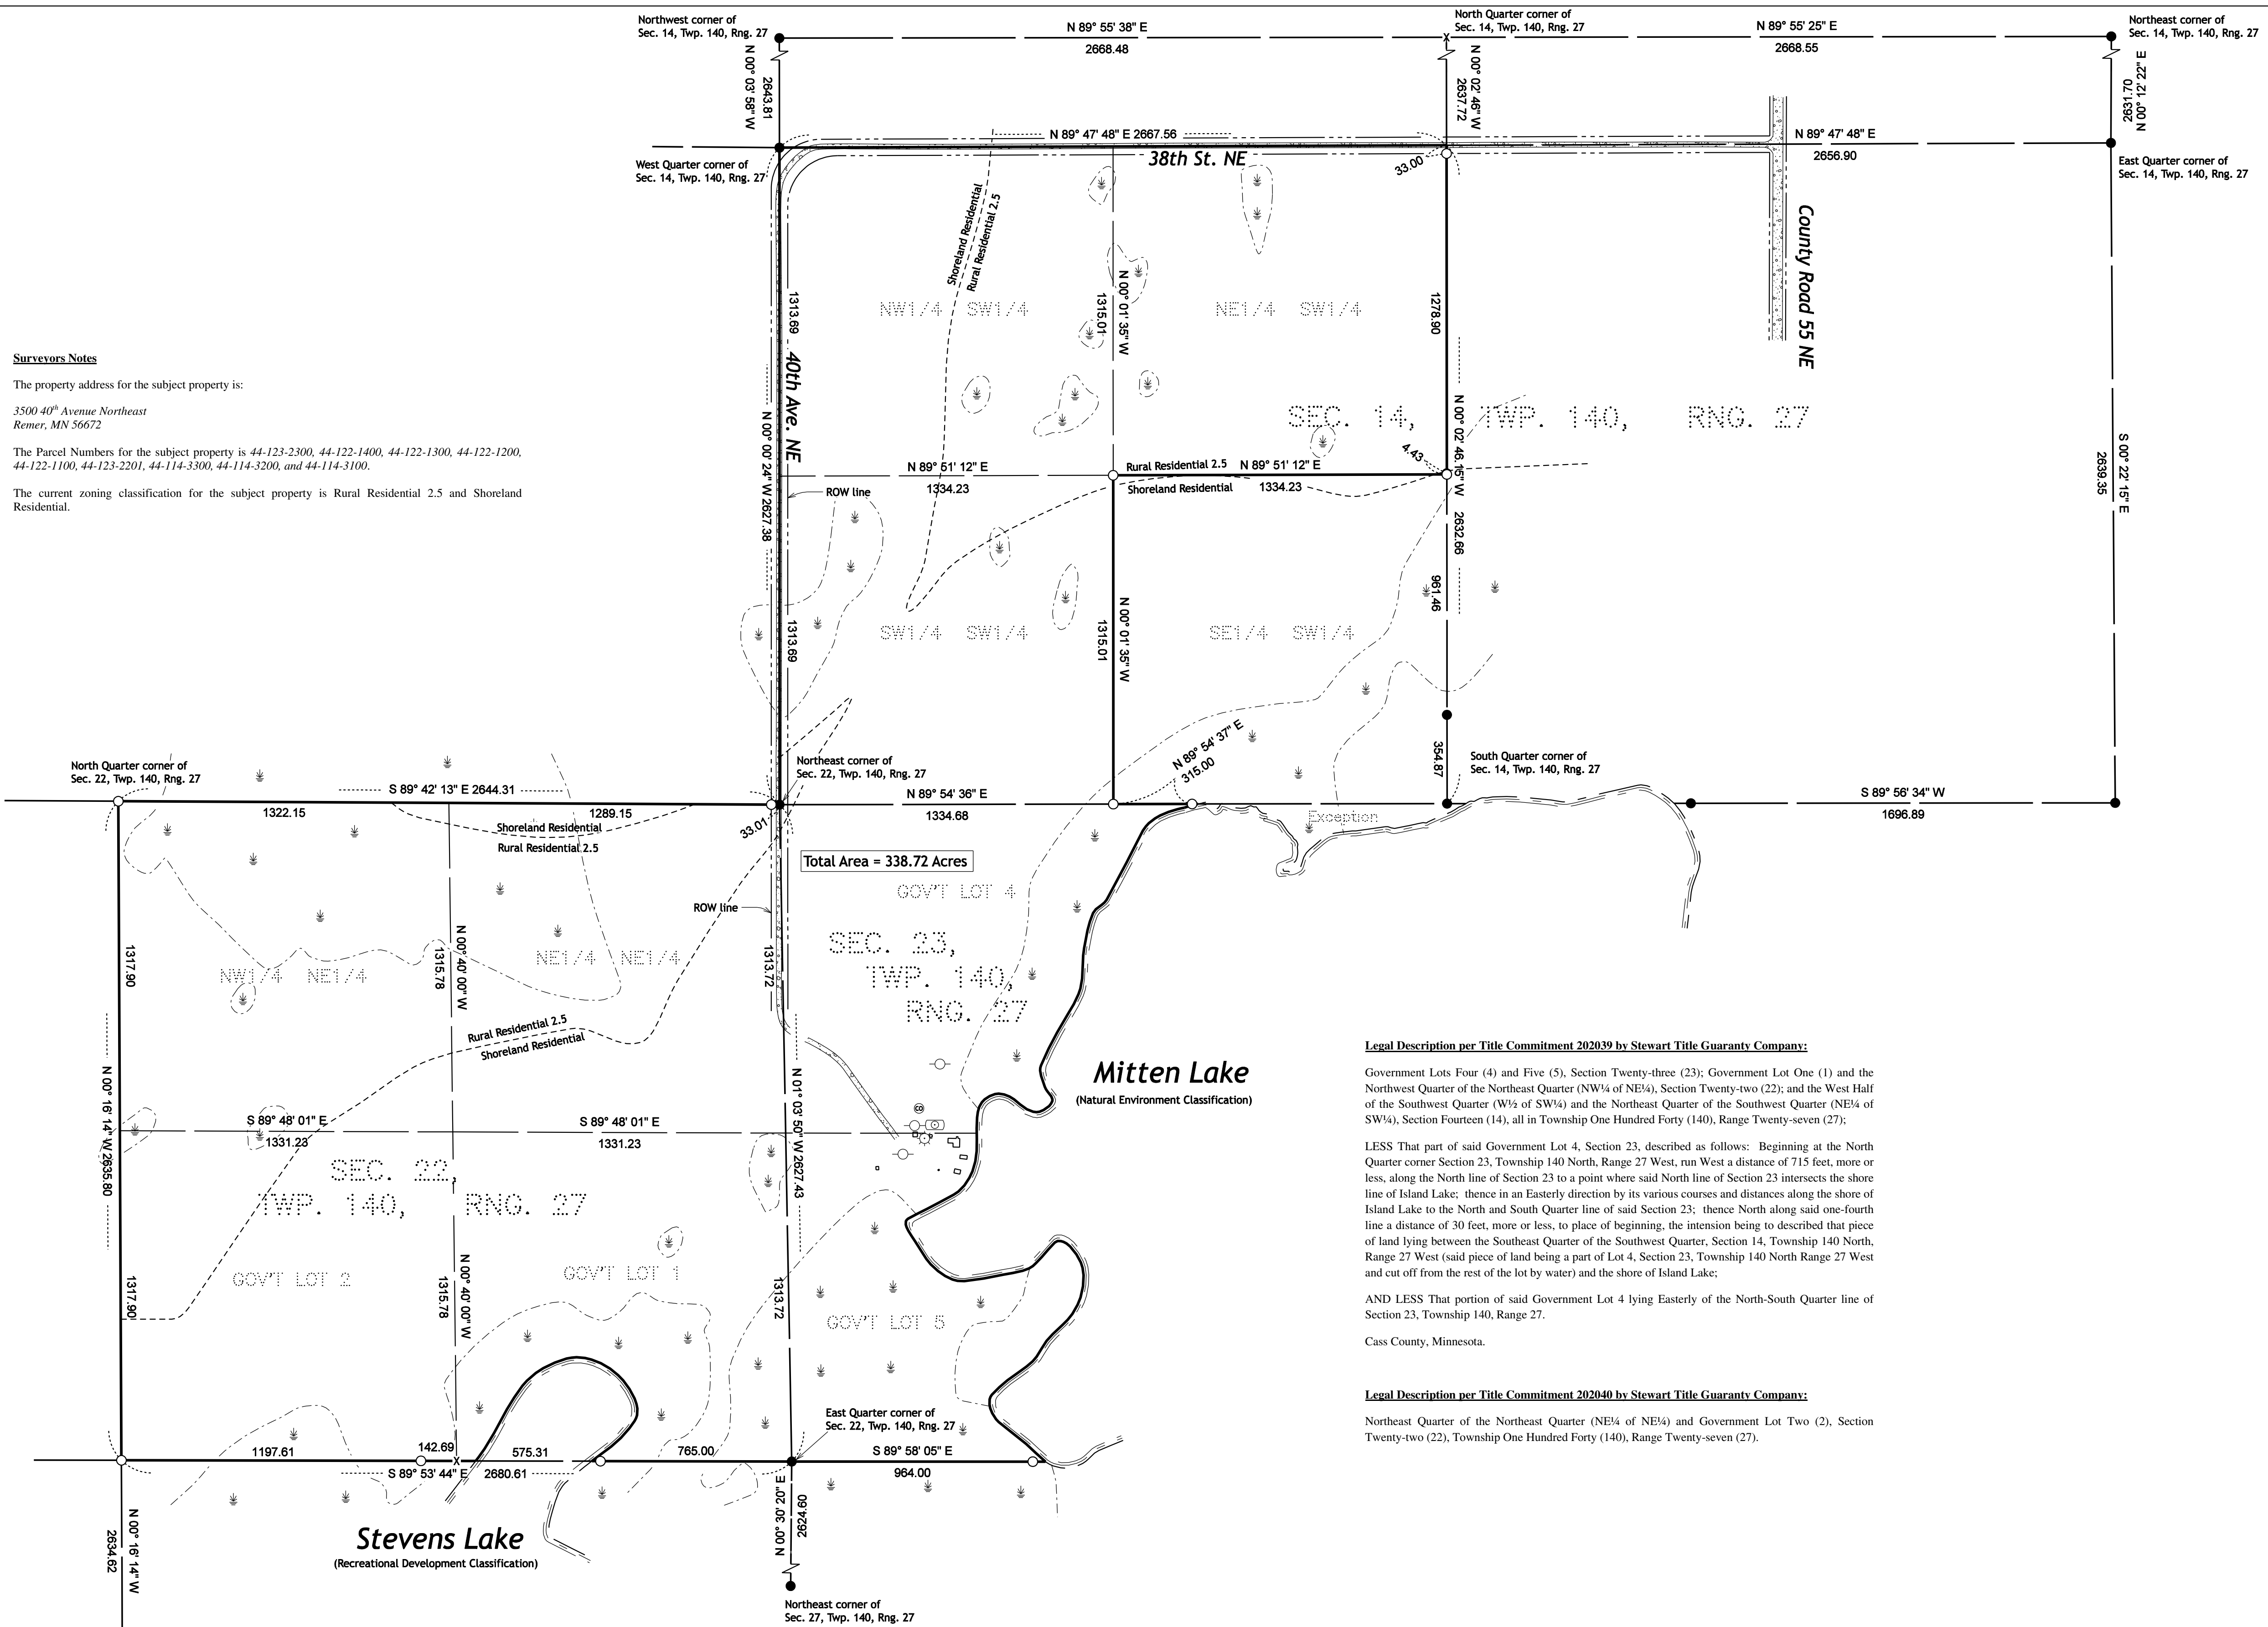 Northwest corner of
Sec. 14, Twp. 140, Rng. 27
N 89° 55' 38" E
2668.48
North Quarter corner of
Sec. 14, Twp. 140, Rng. 27
X
N 89° 55' 25" E
2668.55
Northeast corner of
Sec. 14, Twp. 140, Rng. 27
N 00° 03' 58" W
2643.81
N 00° 02' 46" W
2637.72
2631.70
N 00° 12' 22" E
West Quarter corner of
Sec. 14, Twp. 140, Rng. 27
N 89° 47' 48" E 2667.56
38th St. NE
33.00
N 89° 47' 48" E
2656.90
East Quarter corner of
Sec. 14, Twp. 140, Rng. 27
Shoreland Residential
Rural Residential 2.5
County Road 55 NE
NW1/4 SW1/4
NE1/4 SW1/4
1313.69
40th Ave. NE
N 00° 00' 24" W 2627.38
1315.01
N 00° 01' 35" W
1278.90
SEC. 14, TWP. 140, RNG. 27
N 00° 02' 46.15" W
2632.66
4.43
S 00° 22' 15" E
2639.35
N 89° 51' 12" E
1334.23
Rural Residential 2.5 N 89° 51' 12" E
Shoreland Residential 1334.23
ROW line
961.46
SW1/4 SW1/4
SE1/4 SW1/4
1313.69
1315.01
N 00° 01' 35" W
354.87
N 89° 54' 37" E
315.00
South Quarter corner of
Sec. 14, Twp. 140, Rng. 27
Surveyors Notes
The property address for the subject property is:
3500 40th Avenue Northeast
Remer, MN 56672
The Parcel Numbers for the subject property is 44-123-2300, 44-122-1400, 44-122-1300, 44-122-1200,
44-122-1100, 44-123-2201, 44-114-3300, 44-114-3200, and 44-114-3100.
The current zoning classification for the subject property is Rural Residential 2.5 and Shoreland
Residential.
North Quarter corner of
Sec. 22, Twp. 140, Rng. 27
S 89° 42' 13" E 2644.31
1322.15
1289.15
Northeast corner of
Sec. 22, Twp. 140, Rng. 27
N 89° 54' 36" E
1334.68
S 89° 56' 34" W
1696.89
Exception
Shoreland Residential
Rural Residential 2.5
33.01
Total Area = 338.72 Acres
GOV'T LOT 4
ROW line
SEC. 23,
TWP. 140,
RNG. 27
1317.90
NW1/4 NE1/4
1315.78
N 00° 40' 00" W
NE1/4 NE1/4
1313.72
Rural Residential 2.5
Shoreland Residential
N 00° 16' 14" W 2635.80
S 89° 48' 01" E
1331.23
S 89° 48' 01" E
1331.23
N 01° 03' 50" W 2627.43
CO
Mitten Lake
(Natural Environment Classification)
SEC. 22,
TWP. 140, RNG. 27
GOV'T LOT 2
GOV'T LOT 1
GOV'T LOT 5
1317.90
1315.78
N 00° 40' 00" W
1313.72
East Quarter corner of
Sec. 22, Twp. 140, Rng. 27
1197.61
142.69
X
575.31
765.00
S 89° 53' 44" E 2680.61
S 89° 58' 05" E
964.00
N 00° 16' 14" W
2634.62
N 00° 30' 20" E
2624.60
Stevens Lake
(Recreational Development Classification)
Northeast corner of
Sec. 27, Twp. 140, Rng. 27
Legal Description per Title Commitment 202039 by Stewart Title Guaranty Company:
Government Lots Four (4) and Five (5), Section Twenty-three (23); Government Lot One (1) and the
Northwest Quarter of the Northeast Quarter (NW¼ of NE¼), Section Twenty-two (22); and the West Half
of the Southwest Quarter (W½ of SW¼) and the Northeast Quarter of the Southwest Quarter (NE¼ of
SW¼), Section Fourteen (14), all in Township One Hundred Forty (140), Range Twenty-seven (27);
LESS That part of said Government Lot 4, Section 23, described as follows: Beginning at the North
Quarter corner Section 23, Township 140 North, Range 27 West, run West a distance of 715 feet, more or
less, along the North line of Section 23 to a point where said North line of Section 23 intersects the shore
line of Island Lake; thence in an Easterly direction by its various courses and distances along the shore of
Island Lake to the North and South Quarter line of said Section 23; thence North along said one-fourth
line a distance of 30 feet, more or less, to place of beginning, the intension being to described that piece
of land lying between the Southeast Quarter of the Southwest Quarter, Section 14, Township 140 North,
Range 27 West (said piece of land being a part of Lot 4, Section 23, Township 140 North Range 27 West
and cut off from the rest of the lot by water) and the shore of Island Lake;
AND LESS That portion of said Government Lot 4 lying Easterly of the North-South Quarter line of
Section 23, Township 140, Range 27.
Cass County, Minnesota.
Legal Description per Title Commitment 202040 by Stewart Title Guaranty Company:
Northeast Quarter of the Northeast Quarter (NE¼ of NE¼) and Government Lot Two (2), Section
Twenty-two (22), Township One Hundred Forty (140), Range Twenty-seven (27).